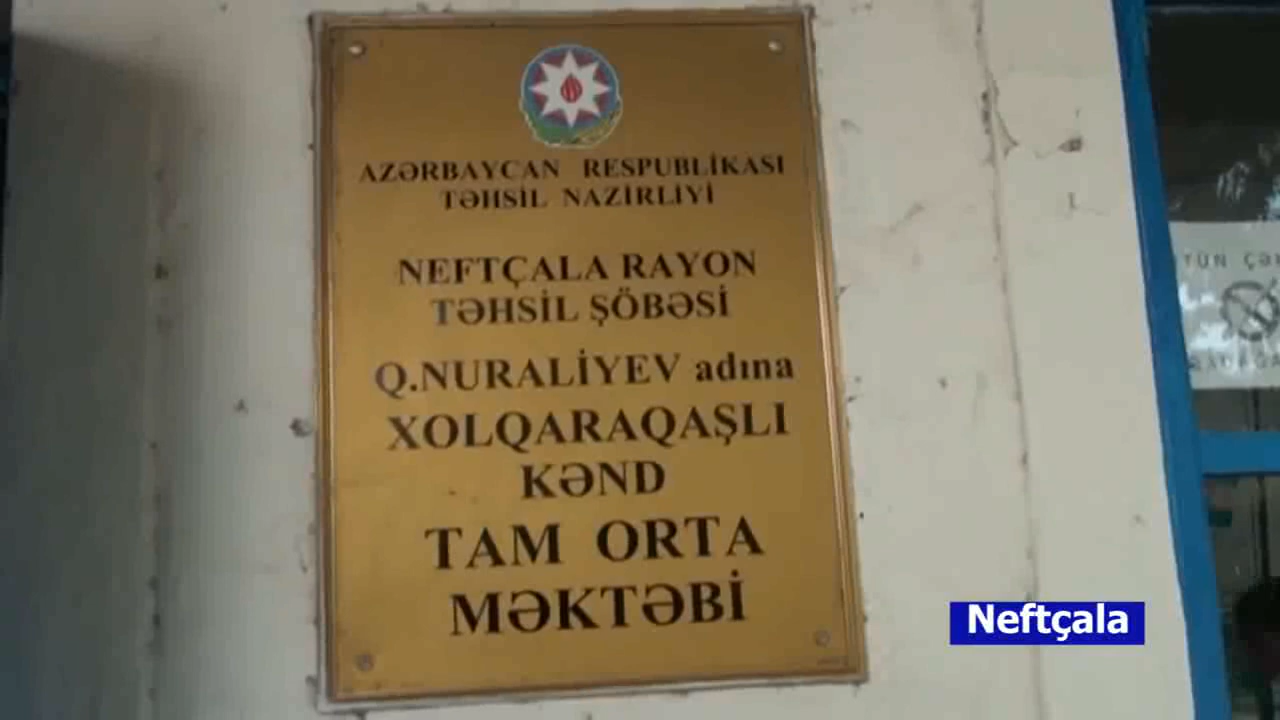 AZƏRBAYCAN RESPUBLİKASI
TƏHSİL NAZİRLİYİ
NEFTÇALA RAYON
TƏHSİL ŞÖBƏSİ
Q.NURALİYEV adına
XOLQARAQAŞLI
KƏND
TAM ORTA
MƏKTƏBİ
Neftçala